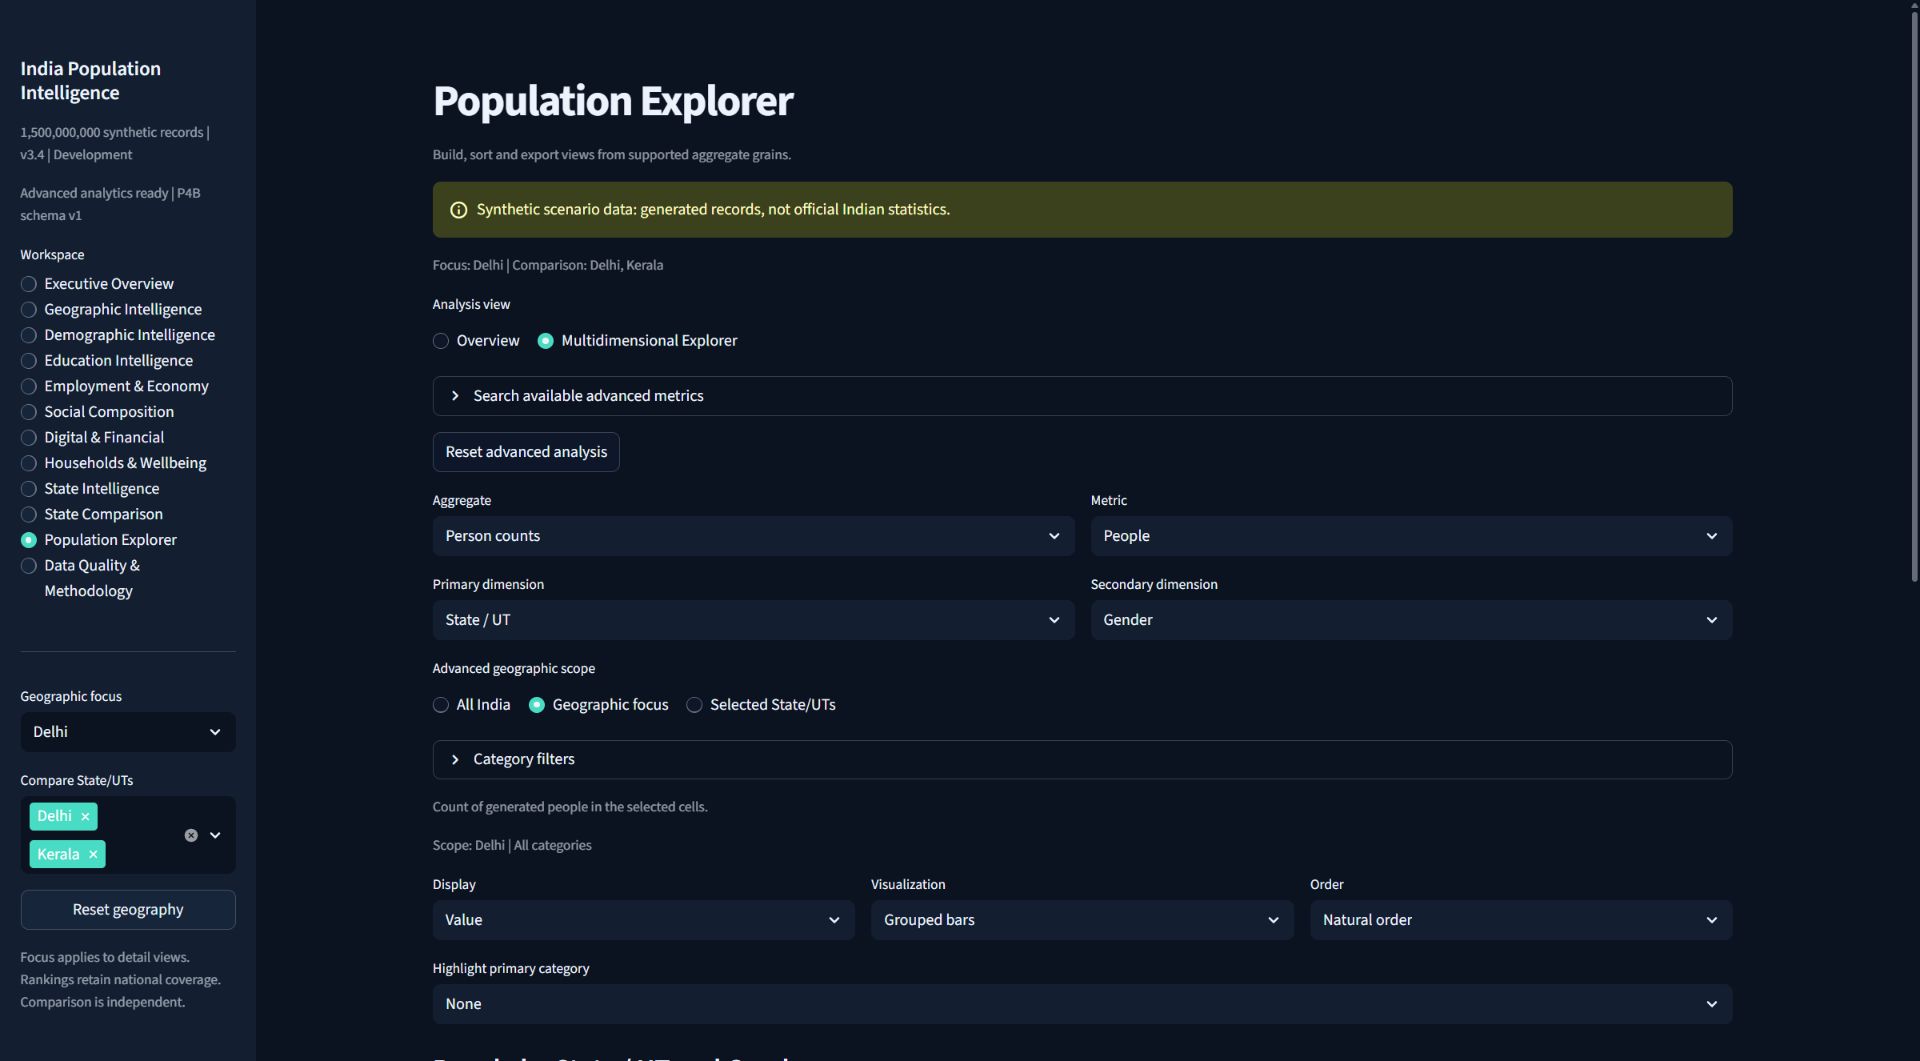 India Population
Intelligence
1,500,000,000 synthetic records |
v3.4 | Development
Advanced analytics ready | P4B
schema v1
Workspace
Executive Overview
Geographic Intelligence
Demographic Intelligence
Education Intelligence
Employment & Economy
Social Composition
Digital & Financial
Households & Wellbeing
State Intelligence
State Comparison
Population Explorer
Data Quality &
Methodology
Geographic focus
Delhi
Compare State/UTs
Delhi
Kerala
Reset geography
Focus applies to detail views.
Rankings retain national coverage.
Comparison is independent.
Population Explorer
Build, sort and export views from supported aggregate grains.
Synthetic scenario data: generated records, not official Indian statistics.
Focus: Delhi | Comparison: Delhi, Kerala
Analysis view
Overview Multidimensional Explorer
Search available advanced metrics
Reset advanced analysis
Aggregate Metric
Person counts People
Primary dimension Secondary dimension
State / UT Gender
Advanced geographic scope
All India Geographic focus Selected State/UTs
Category filters
Count of generated people in the selected cells.
Scope: Delhi | All categories
Display Visualization Order
Value Grouped bars Natural order
Highlight primary category
None